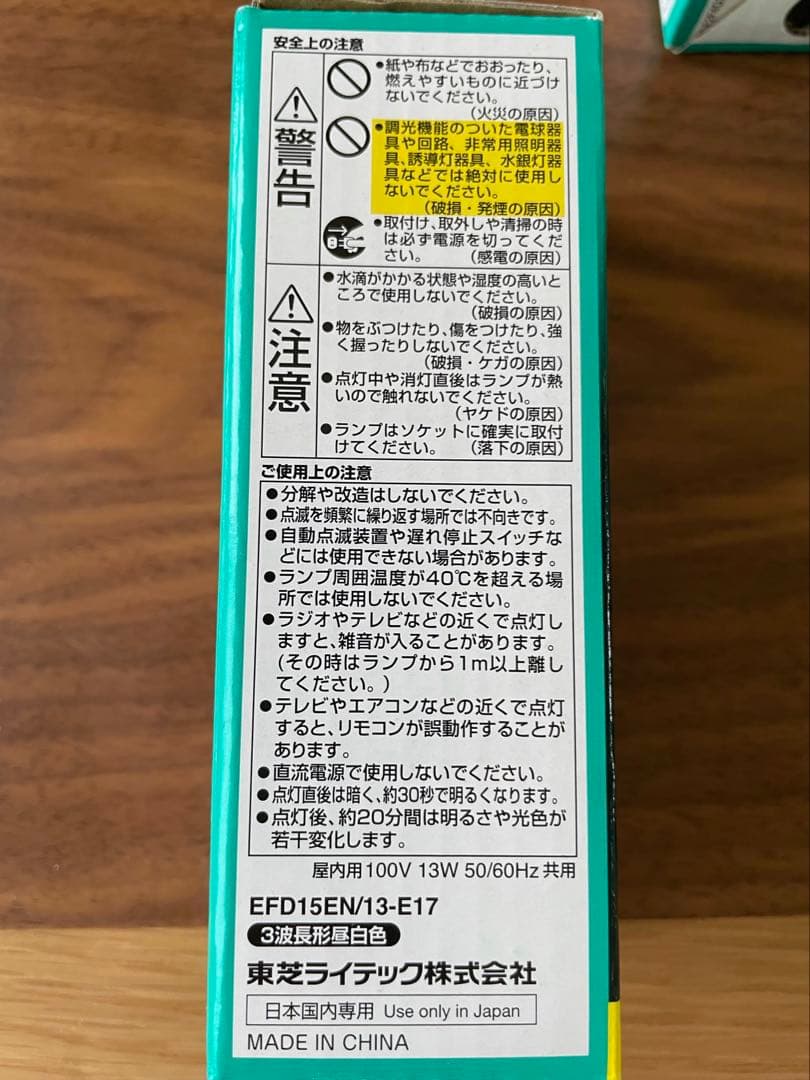 安全上の注意
警告
●紙や布などでおおったり、
燃えやすいものに近づけ
ないでください。
(火災の原因)
●調光機能のついた電球器
具や回路、非常用照明器
具、誘導灯器具、水銀灯器
具などでは絶対に使用し
ないでください。
(破損・発煙の原因)
●取付け、取外しや清掃の時
は必ず電源を切ってくだ
さい。 (感電の原因)
注意
●水滴がかかる状態や湿度の高いと
ころで使用しないでください。
(破損の原因)
●物をぶつけたり、傷をつけたり、強
く握ったりしないでください。
(破損・ケガの原因)
●点灯中や消灯直後はランプが熱
いので触れないでください。
(ヤケドの原因)
●ランプはソケットに確実に取付
けてください。 (落下の原因)
ご使用上の注意
●分解や改造はしないでください。
●点滅を頻繁に繰り返す場所では不向きです。
●自動点滅装置や遅れ停止スイッチな
どには使用できない場合があります。
●ランプ周囲温度が40℃を超える場
所では使用しないでください。
●ラジオやテレビなどの近くで点灯し
ますと、雑音が入ることがあります。
(その時はランプから1m以上離し
てください。)
●テレビやエアコンなどの近くで点灯
すると、リモコンが誤動作することが
あります。
●直流電源で使用しないでください。
●点灯直後は暗く、約30秒で明るくなります。
●点灯後、約20分間は明るさや光色が
若干変化します。
屋内用100V 13W 50/60Hz 共用
EFD15EN/13-E17
3波長形昼白色
東芝ライテック株式会社
日本国内専用 Use only in Japan
MADE IN CHINA